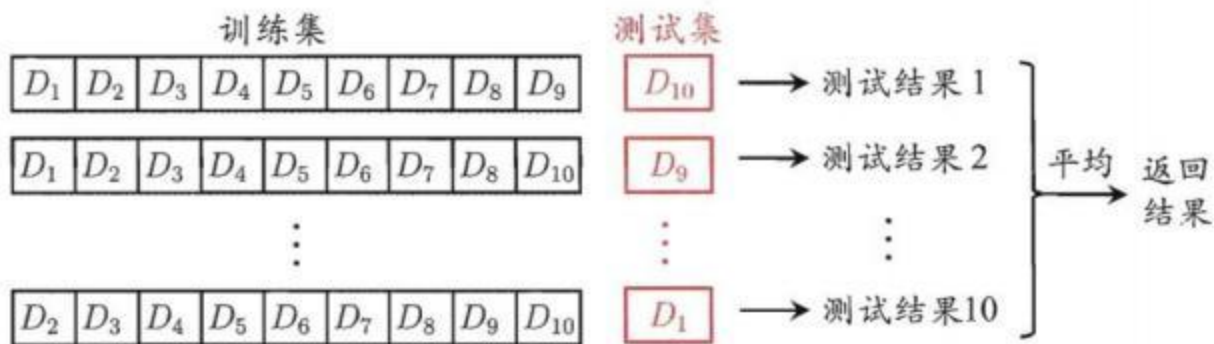 训练集 测试集
D₁ D₂ D₃ D₄ D₅ D₆ D₇ D₈ D₉ D₁₀ 测试结果 1
D₁ D₂ D₃ D₄ D₅ D₆ D₇ D₈ D₁₀ D₉ 测试结果 2
平均 返回
结果
D₂ D₃ D₄ D₅ D₆ D₇ D₈ D₉ D₁₀ D₁ 测试结果10